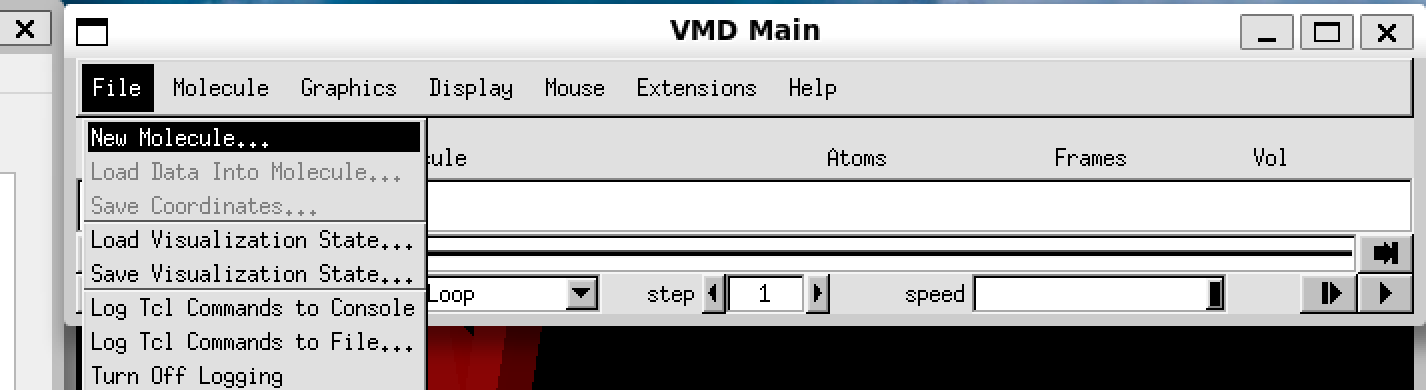 VMD Main
File Molecule Graphics Display Mouse Extensions Help
New Molecule...
cule Atoms Frames Vol
Load Data Into Molecule...
Save Coordinates...
Load Visualization State...
Save Visualization State...
Loop step 1 speed
Log Tcl Commands to Console
Log Tcl Commands to File...
Turn Off Logging